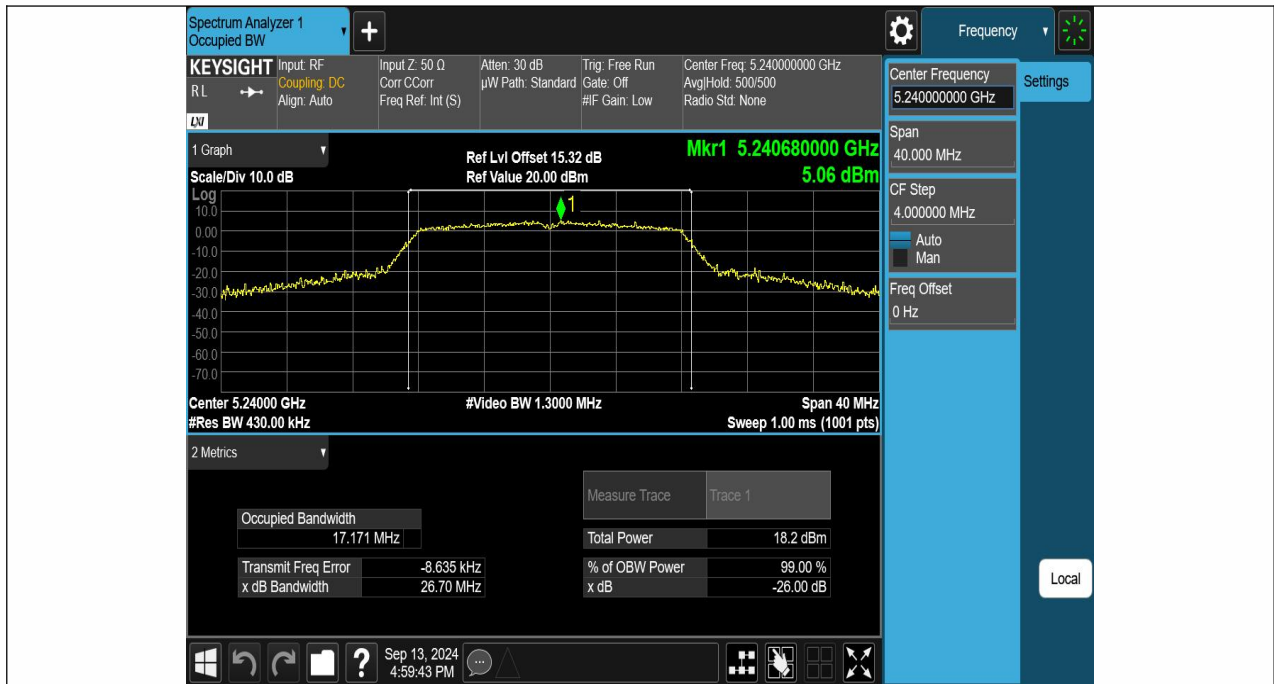 Spectrum Analyzer 1
Occupied BW
+
Frequency
KEYSIGHT
RL
LXI
Input: RF
Coupling: DC
Align: Auto
Input Z: 50 Ω
Corr CCorr
Freq Ref: Int (S)
Atten: 30 dB
µW Path: Standard
Trig: Free Run
Gate: Off
#IF Gain: Low
Center Freq: 5.240000000 GHz
Avg|Hold: 500/500
Radio Std: None
Center Frequency
5.240000000 GHz
Settings
Span
40.000 MHz
CF Step
4.000000 MHz
Auto
Man
Freq Offset
0 Hz
Local
1 Graph
Scale/Div 10.0 dB
Ref Lvl Offset 15.32 dB
Ref Value 20.00 dBm
Mkr1 5.240680000 GHz
5.06 dBm
Log
10.0
0.00
-10.0
-20.0
-30.0
-40.0
-50.0
-60.0
-70.0
1
Center 5.24000 GHz
#Res BW 430.00 kHz
#Video BW 1.3000 MHz
Span 40 MHz
Sweep 1.00 ms (1001 pts)
2 Metrics
Measure Trace Trace 1
Occupied Bandwidth
17.171 MHz
Total Power 18.2 dBm
Transmit Freq Error -8.635 kHz
% of OBW Power 99.00 %
x dB Bandwidth 26.70 MHz
x dB -26.00 dB
?
Sep 13, 2024
4:59:43 PM